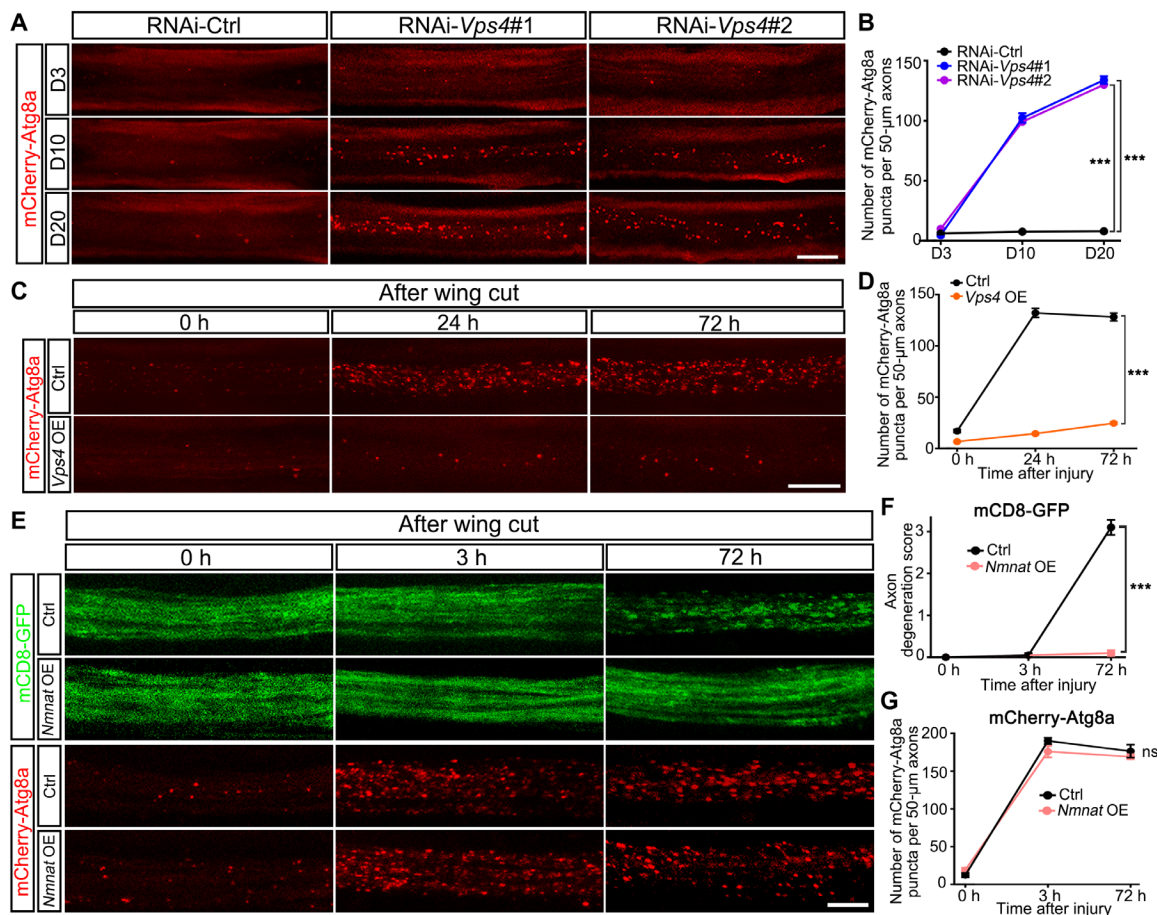 A
RNAi-Ctrl
RNAi-Vps4#1
RNAi-Vps4#2
mCherry-Atg8a
D3
D10
D20
B
RNAi-Ctrl
RNAi-Vps4#1
RNAi-Vps4#2
Number of mCherry-Atg8a
puncta per 50-μm axons
150
100
50
0
D3
D10
D20
***
***
C
After wing cut
0 h
24 h
72 h
mCherry-Atg8a
Ctrl
Vps4 OE
D
Ctrl
Vps4 OE
Number of mCherry-Atg8a
puncta per 50-μm axons
150
100
50
0
0 h
24 h
72 h
Time after injury
***
E
After wing cut
0 h
3 h
72 h
mCD8-GFP
Ctrl
Nmnat OE
mCherry-Atg8a
Ctrl
Nmnat OE
F
mCD8-GFP
Ctrl
Nmnat OE
Axon
degeneration score
3
2
1
0
0 h
3 h
72 h
Time after injury
***
G
mCherry-Atg8a
Number of mCherry-Atg8a
puncta per 50-μm axons
200
150
100
50
0
Ctrl
Nmnat OE
ns
0 h
3 h
72 h
Time after injury